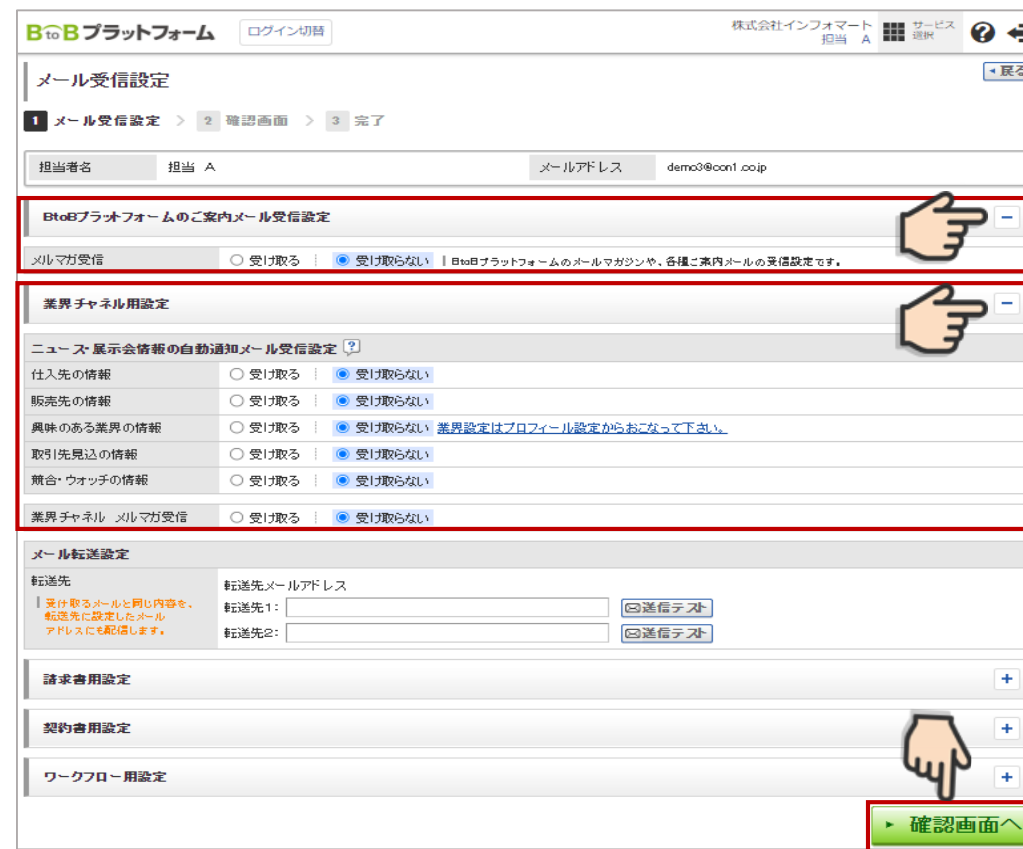 BtoBプラットフォーム ログイン切替 株式会社インフォマート サービス
担当 A 選択
メール受信設定 戻る
1 メール受信設定 > 2 確認画面 > 3 完了
担当者名 担当 A メールアドレス demo3@con1.co.jp
BtoBプラットフォームのご案内メール受信設定
メルマガ受信 受け取る 受け取らない BtoBプラットフォームのメールマガジンや、各種ご案内メールの受信設定です。
業界チャネル用設定
ニュース・展示会情報の自動通知メール受信設定 ?
仕入先の情報 受け取る 受け取らない
販売先の情報 受け取る 受け取らない
興味のある業界の情報 受け取る 受け取らない 業界設定はプロフィール設定からおこなって下さい。
取引先見込の情報 受け取る 受け取らない
競合・ウォッチの情報 受け取る 受け取らない
業界チャネル メルマガ受信 受け取る 受け取らない
メール転送設定
転送先 転送先メールアドレス
受け取るメールと同じ内容を、
転送先に設定したメール
アドレスにも配信します。
転送先1: 送信テスト
転送先2: 送信テスト
請求書用設定
契約書用設定
ワークフロー用設定
確認画面へ